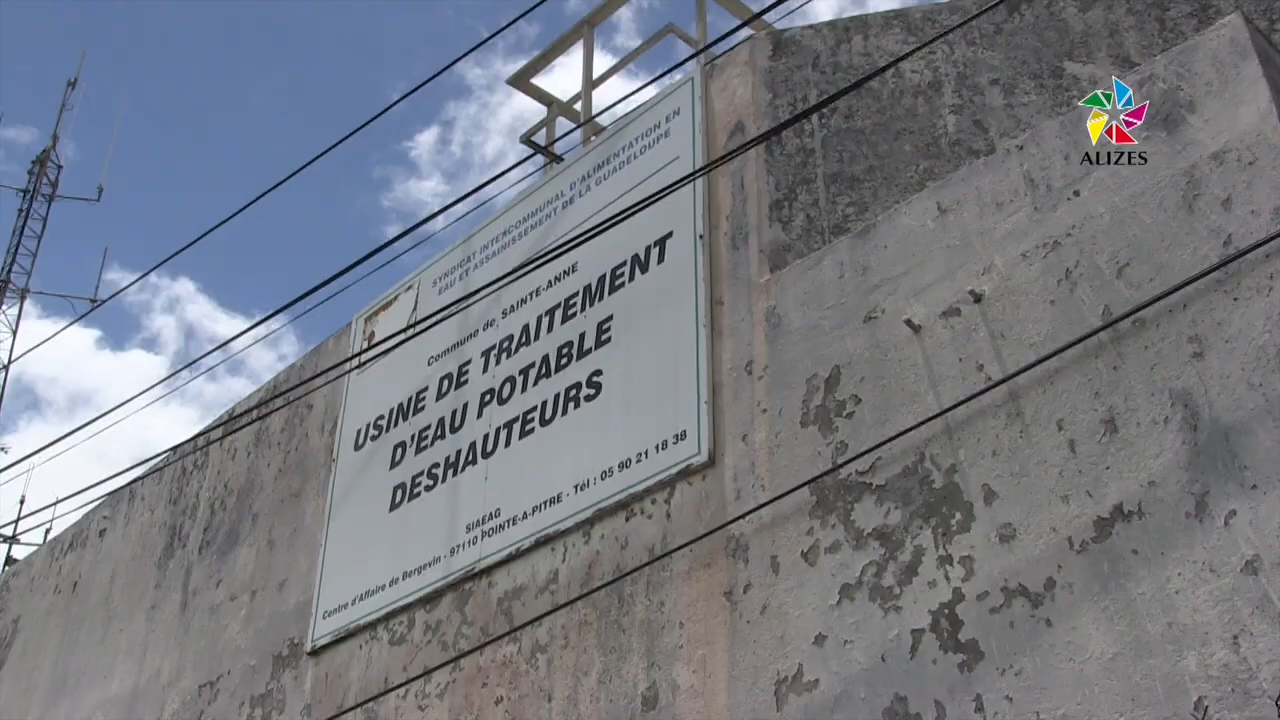 ALIZES
SYNDICAT INTERCOMMUNAL D'ALIMENTATION EN
EAU ET ASSAINISSEMENT DE LA GUADELOUPE
Commune de SAINTE-ANNE
USINE DE TRAITEMENT
D'EAU POTABLE
DESHAUTEURS
SIAEAG
Centre d'Affaire de Bergevin - 97110 POINTE-A-PITRE - Tél : 05 90 21 18 38